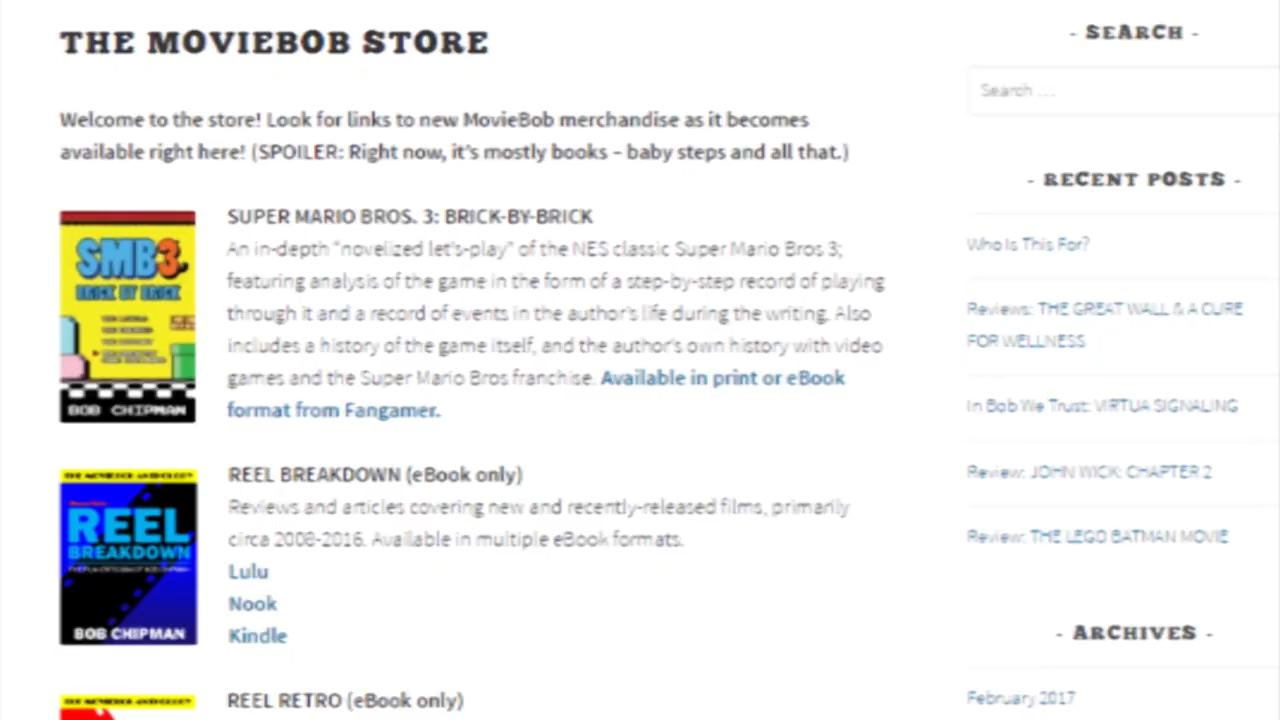 THE MOVIEBOB STORE
Welcome to the store! Look for links to new MovieBob merchandise as it becomes
available right here! (SPOILER: Right now, it's mostly books – baby steps and all that.)
SMB3
BRICK BY BRICK
BOB CHIPMAN
SUPER MARIO BROS. 3: BRICK-BY-BRICK
An in-depth "novelized let's-play" of the NES classic Super Mario Bros 3;
featuring analysis of the game in the form of a step-by-step record of playing
through it and a record of events in the author's life during the writing. Also
includes a history of the game itself, and the author's own history with video
games and the Super Mario Bros franchise. Available in print or eBook
format from Fangamer.
THE MOVIEBOB ANTHOLOGY
REEL
BREAKDOWN
BOB CHIPMAN
REEL BREAKDOWN (eBook only)
Reviews and articles covering new and recently-released films, primarily
circa 2008-2016. Available in multiple eBook formats.
Lulu
Nook
Kindle
THE MOVIEBOB ANTHOLOGY
REEL RETRO (eBook only)
- SEARCH -
Search …
- RECENT POSTS -
Who Is This For?
Reviews: THE GREAT WALL & A CURE
FOR WELLNESS
In Bob We Trust: VIRTUA SIGNALING
Review: JOHN WICK: CHAPTER 2
Review: THE LEGO BATMAN MOVIE
- ARCHIVES -
February 2017